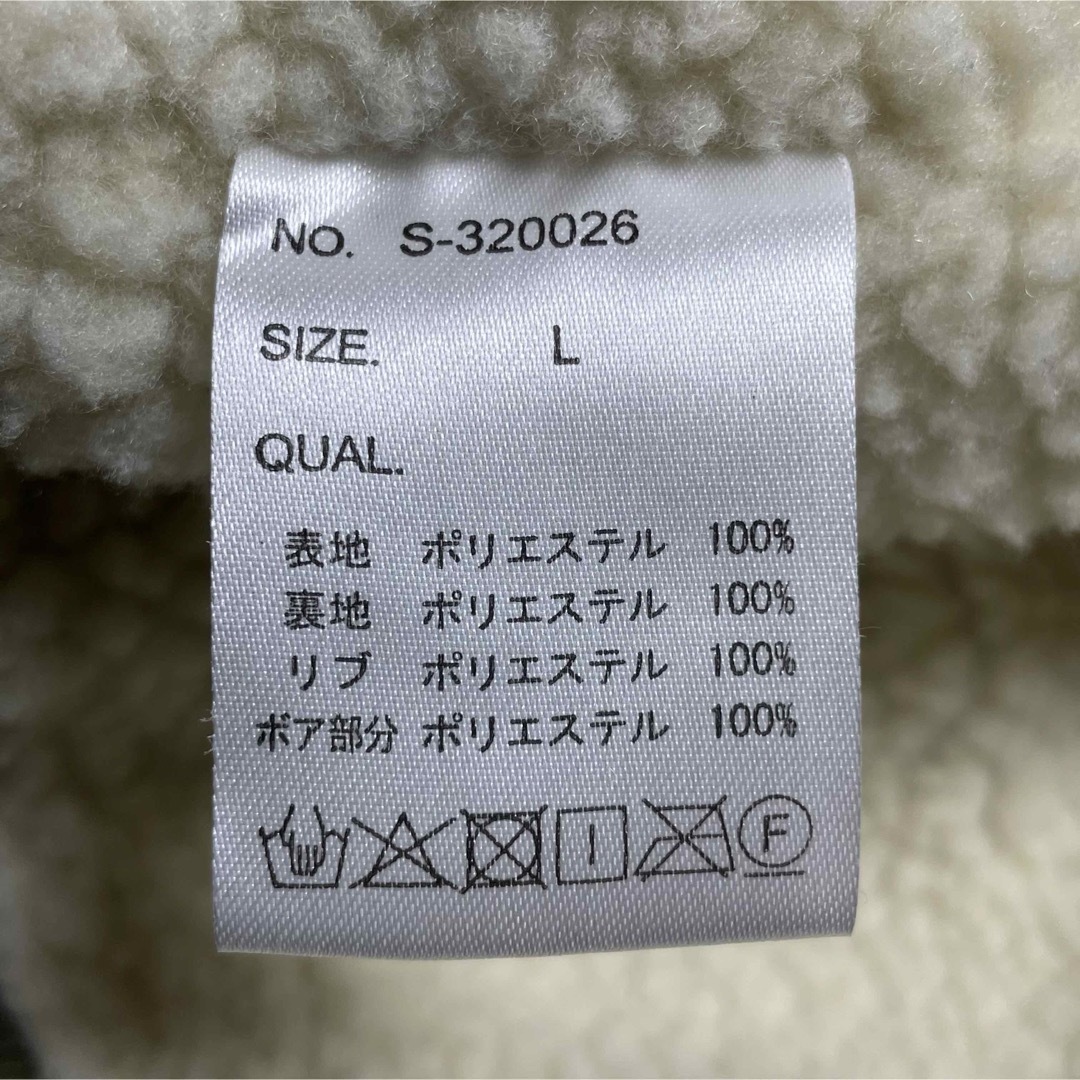 NO. S-320026
SIZE. L
QUAL.
表地 ポリエステル 100%
裏地 ポリエステル 100%
リブ ポリエステル 100%
ボア部分 ポリエステル 100%
F